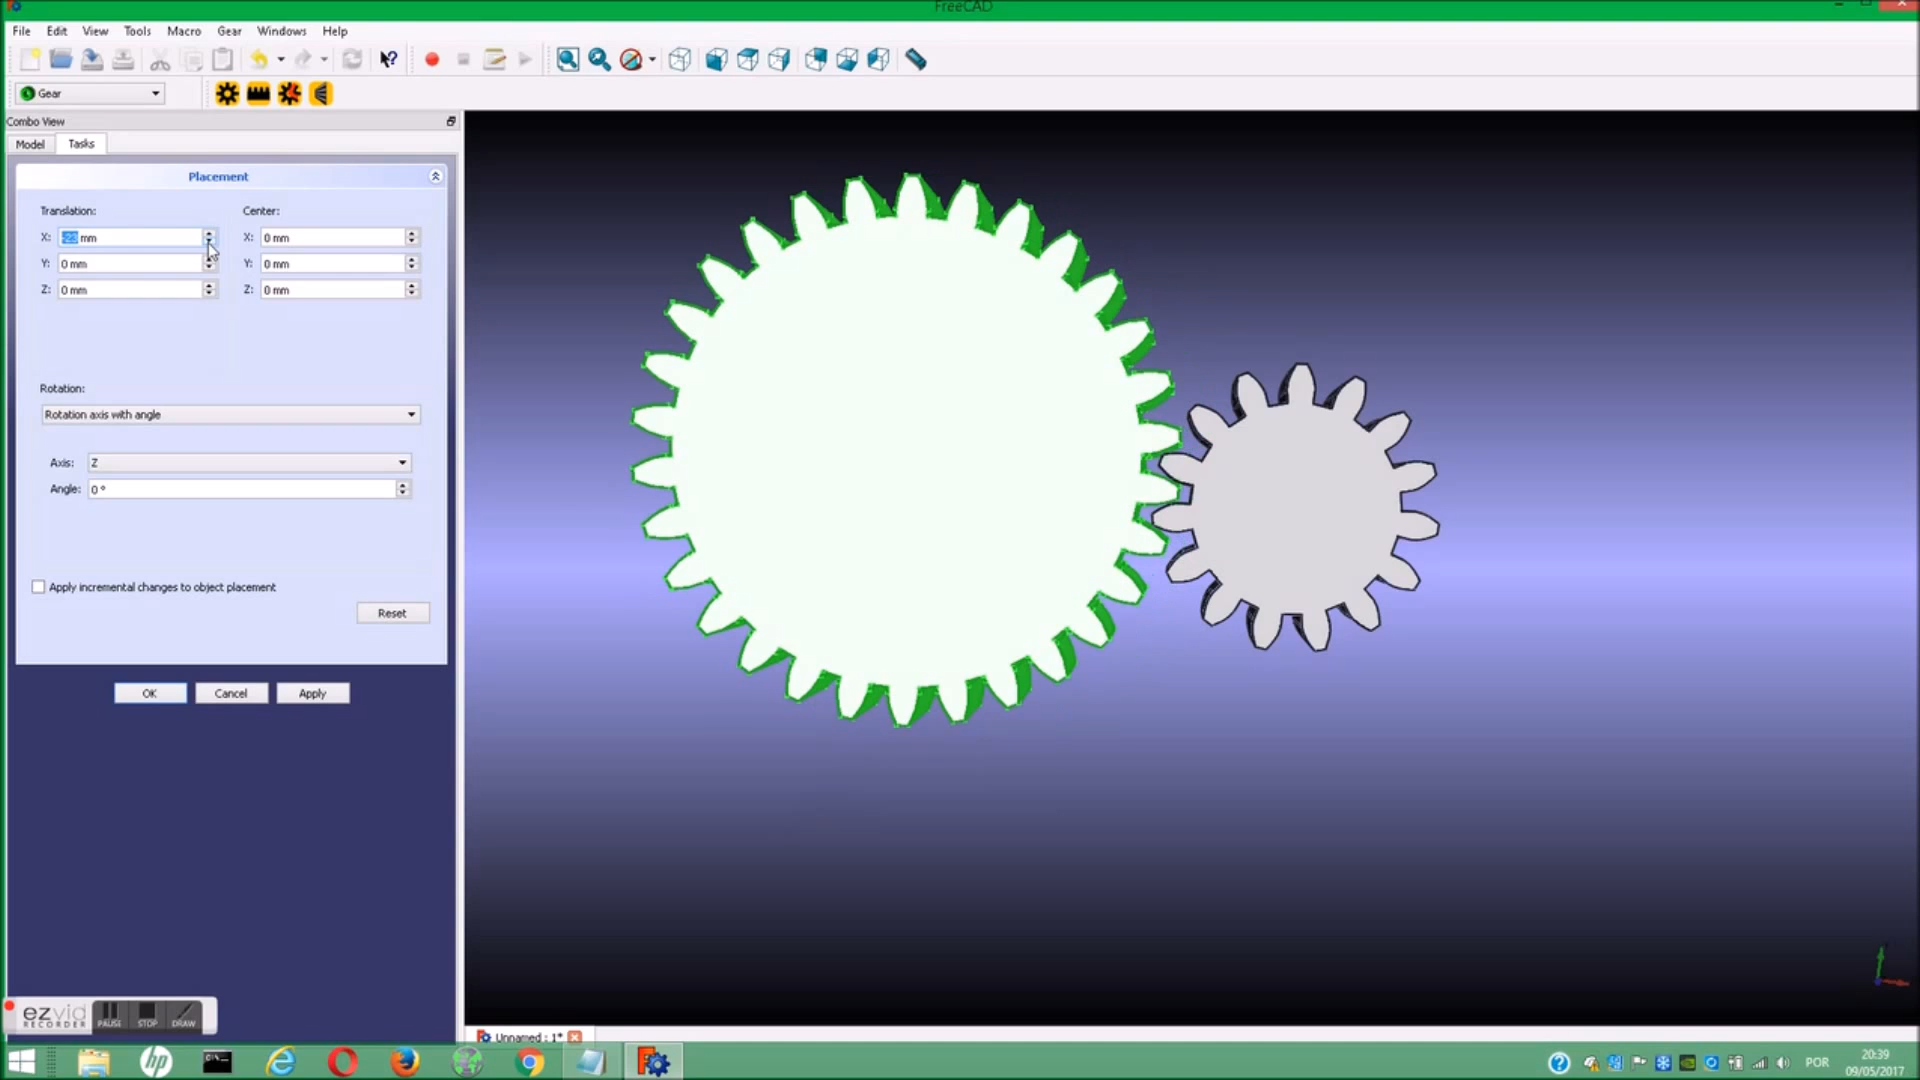 FreeCAD
File Edit View Tools Macro Gear Windows Help
Gear
Combo View
Model Tasks
Placement
Translation: Center:
X: -23 mm X: 0 mm
Y: 0 mm Y: 0 mm
Z: 0 mm Z: 0 mm
Rotation:
Rotation axis with angle
Axis: Z
Angle: 0 °
Apply incremental changes to object placement
Reset
OK Cancel Apply
ezvid
RECORDER
PAUSE STOP DRAW
Unnamed : 1*
POR
20:39
09/05/2017